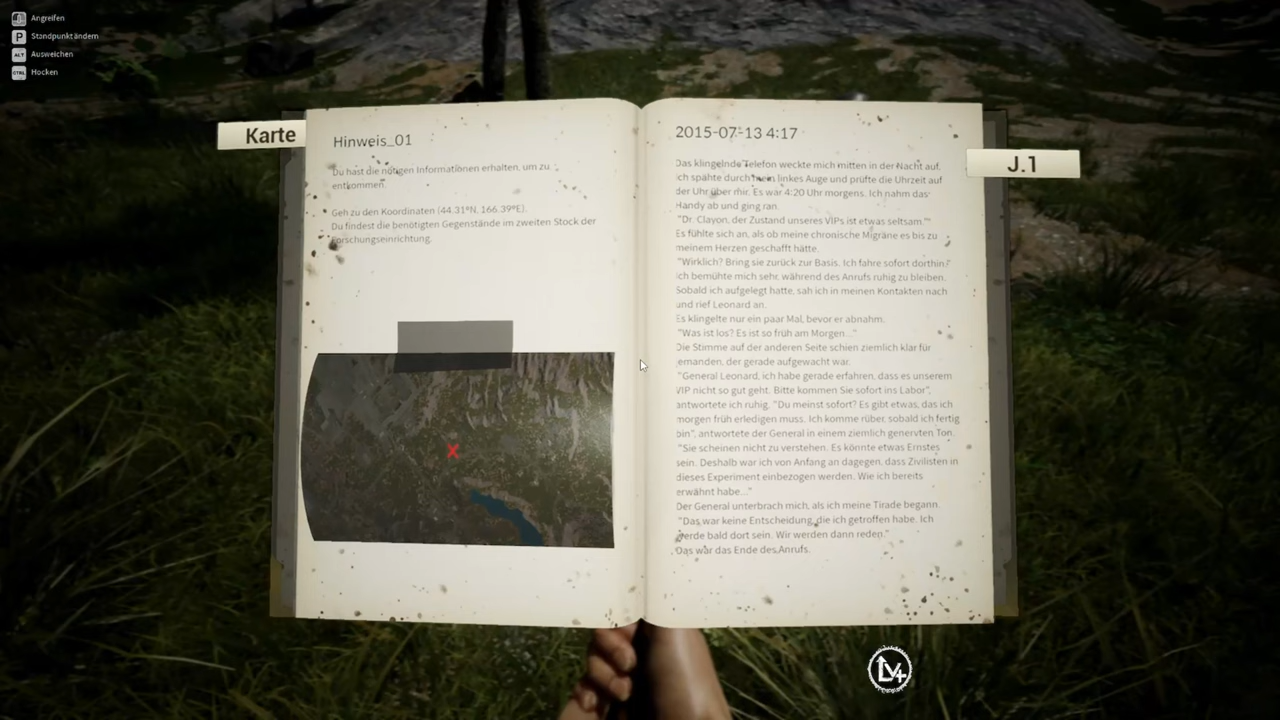 Angreifen
P Standpunkt ändern
ALT Ausweichen
CTRL Hocken
Karte
Hinweis_01
Du hast die nötigen Informationen erhalten, um zu
entkommen.
Geh zu den Koordinaten (44.31ºN, 166.39ºE).
Du findest die benötigten Gegenstände im zweiten Stock der
Forschungseinrichtung.
X
J.1
2015-07-13 4:17
Das klingelnde Telefon weckte mich mitten in der Nacht auf.
Ich spähte durch mein linkes Auge und prüfte die Uhrzeit auf
der Uhr über mir. Es war 4:20 Uhr morgens. Ich nahm das
Handy ab und ging ran.
"Dr. Clayon, der Zustand unseres VIPs ist etwas seltsam.""
Es fühlte sich an, als ob meine chronische Migräne es bis zu
meinem Herzen geschafft hätte.
"Wirklich? Bring sie zurück zur Basis. Ich fahre sofort dorthin."
Ich bemühte mich sehr, während des Anrufs ruhig zu bleiben.
Sobald ich aufgelegt hatte, sah ich in meinen Kontakten nach
und rief Leonard an.
Es klingelte nur ein paar Mal, bevor er abnahm.
"Was ist los? Es ist so früh am Morgen..."
Die Stimme auf der anderen Seite schien ziemlich klar für
jemanden, der gerade aufgewacht war.
"General Leonard, ich habe gerade erfahren, dass es unserem
VIP nicht so gut geht. Bitte kommen Sie sofort ins Labor",
antwortete ich ruhig. "Du meinst sofort? Es gibt etwas, das ich
morgen früh erledigen muss. Ich komme rüber, sobald ich fertig
bin", antwortete der General in einem ziemlich genervten Ton.
"Sie scheinen nicht zu verstehen. Es könnte etwas Ernstes
sein. Deshalb war ich von Anfang an dagegen, dass Zivilisten in
dieses Experiment einbezogen werden. Wie ich bereits
erwähnt habe..."
Der General unterbrach mich, als ich meine Tirade begann.
"Das war keine Entscheidung, die ich getroffen habe. Ich
werde bald dort sein. Wir werden dann reden."
Das war das Ende des Anrufs.
LV+